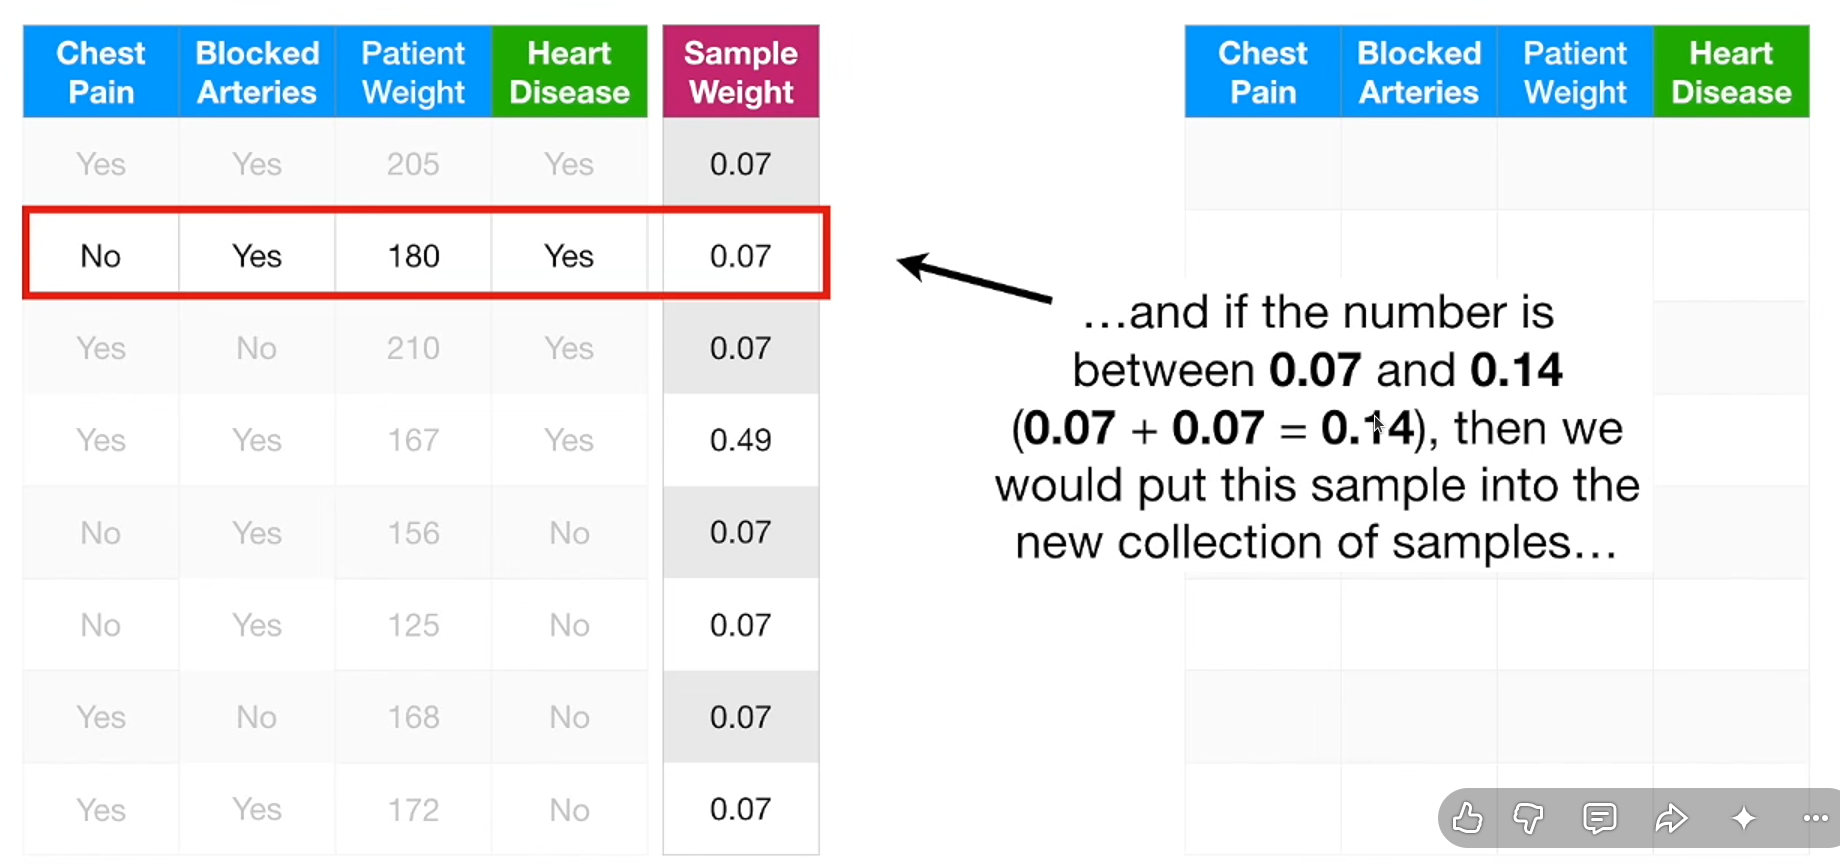 Chest Pain Blocked Arteries Patient Weight Heart Disease Sample Weight
Yes Yes 205 Yes 0.07
No Yes 180 Yes 0.07
Yes No 210 Yes 0.07
Yes Yes 167 Yes 0.49
No Yes 156 No 0.07
No Yes 125 No 0.07
Yes No 168 No 0.07
Yes Yes 172 No 0.07
…and if the number is
between 0.07 and 0.14
(0.07 + 0.07 = 0.14), then we
would put this sample into the
new collection of samples…
Chest Pain Blocked Arteries Patient Weight Heart Disease